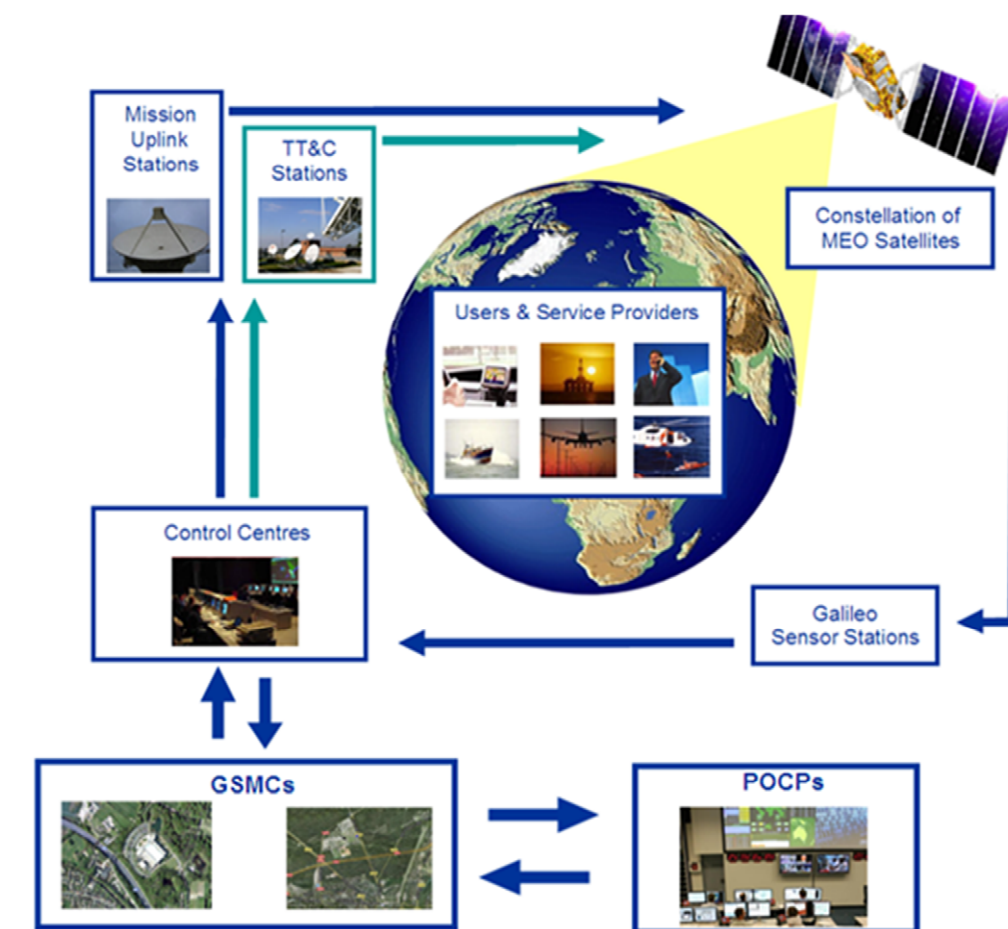 Mission
Uplink
Stations
TT&C
Stations
Constellation of
MEO Satellites
Users & Service Providers
Control Centres
Galileo
Sensor Stations
GSMCs
POCPs